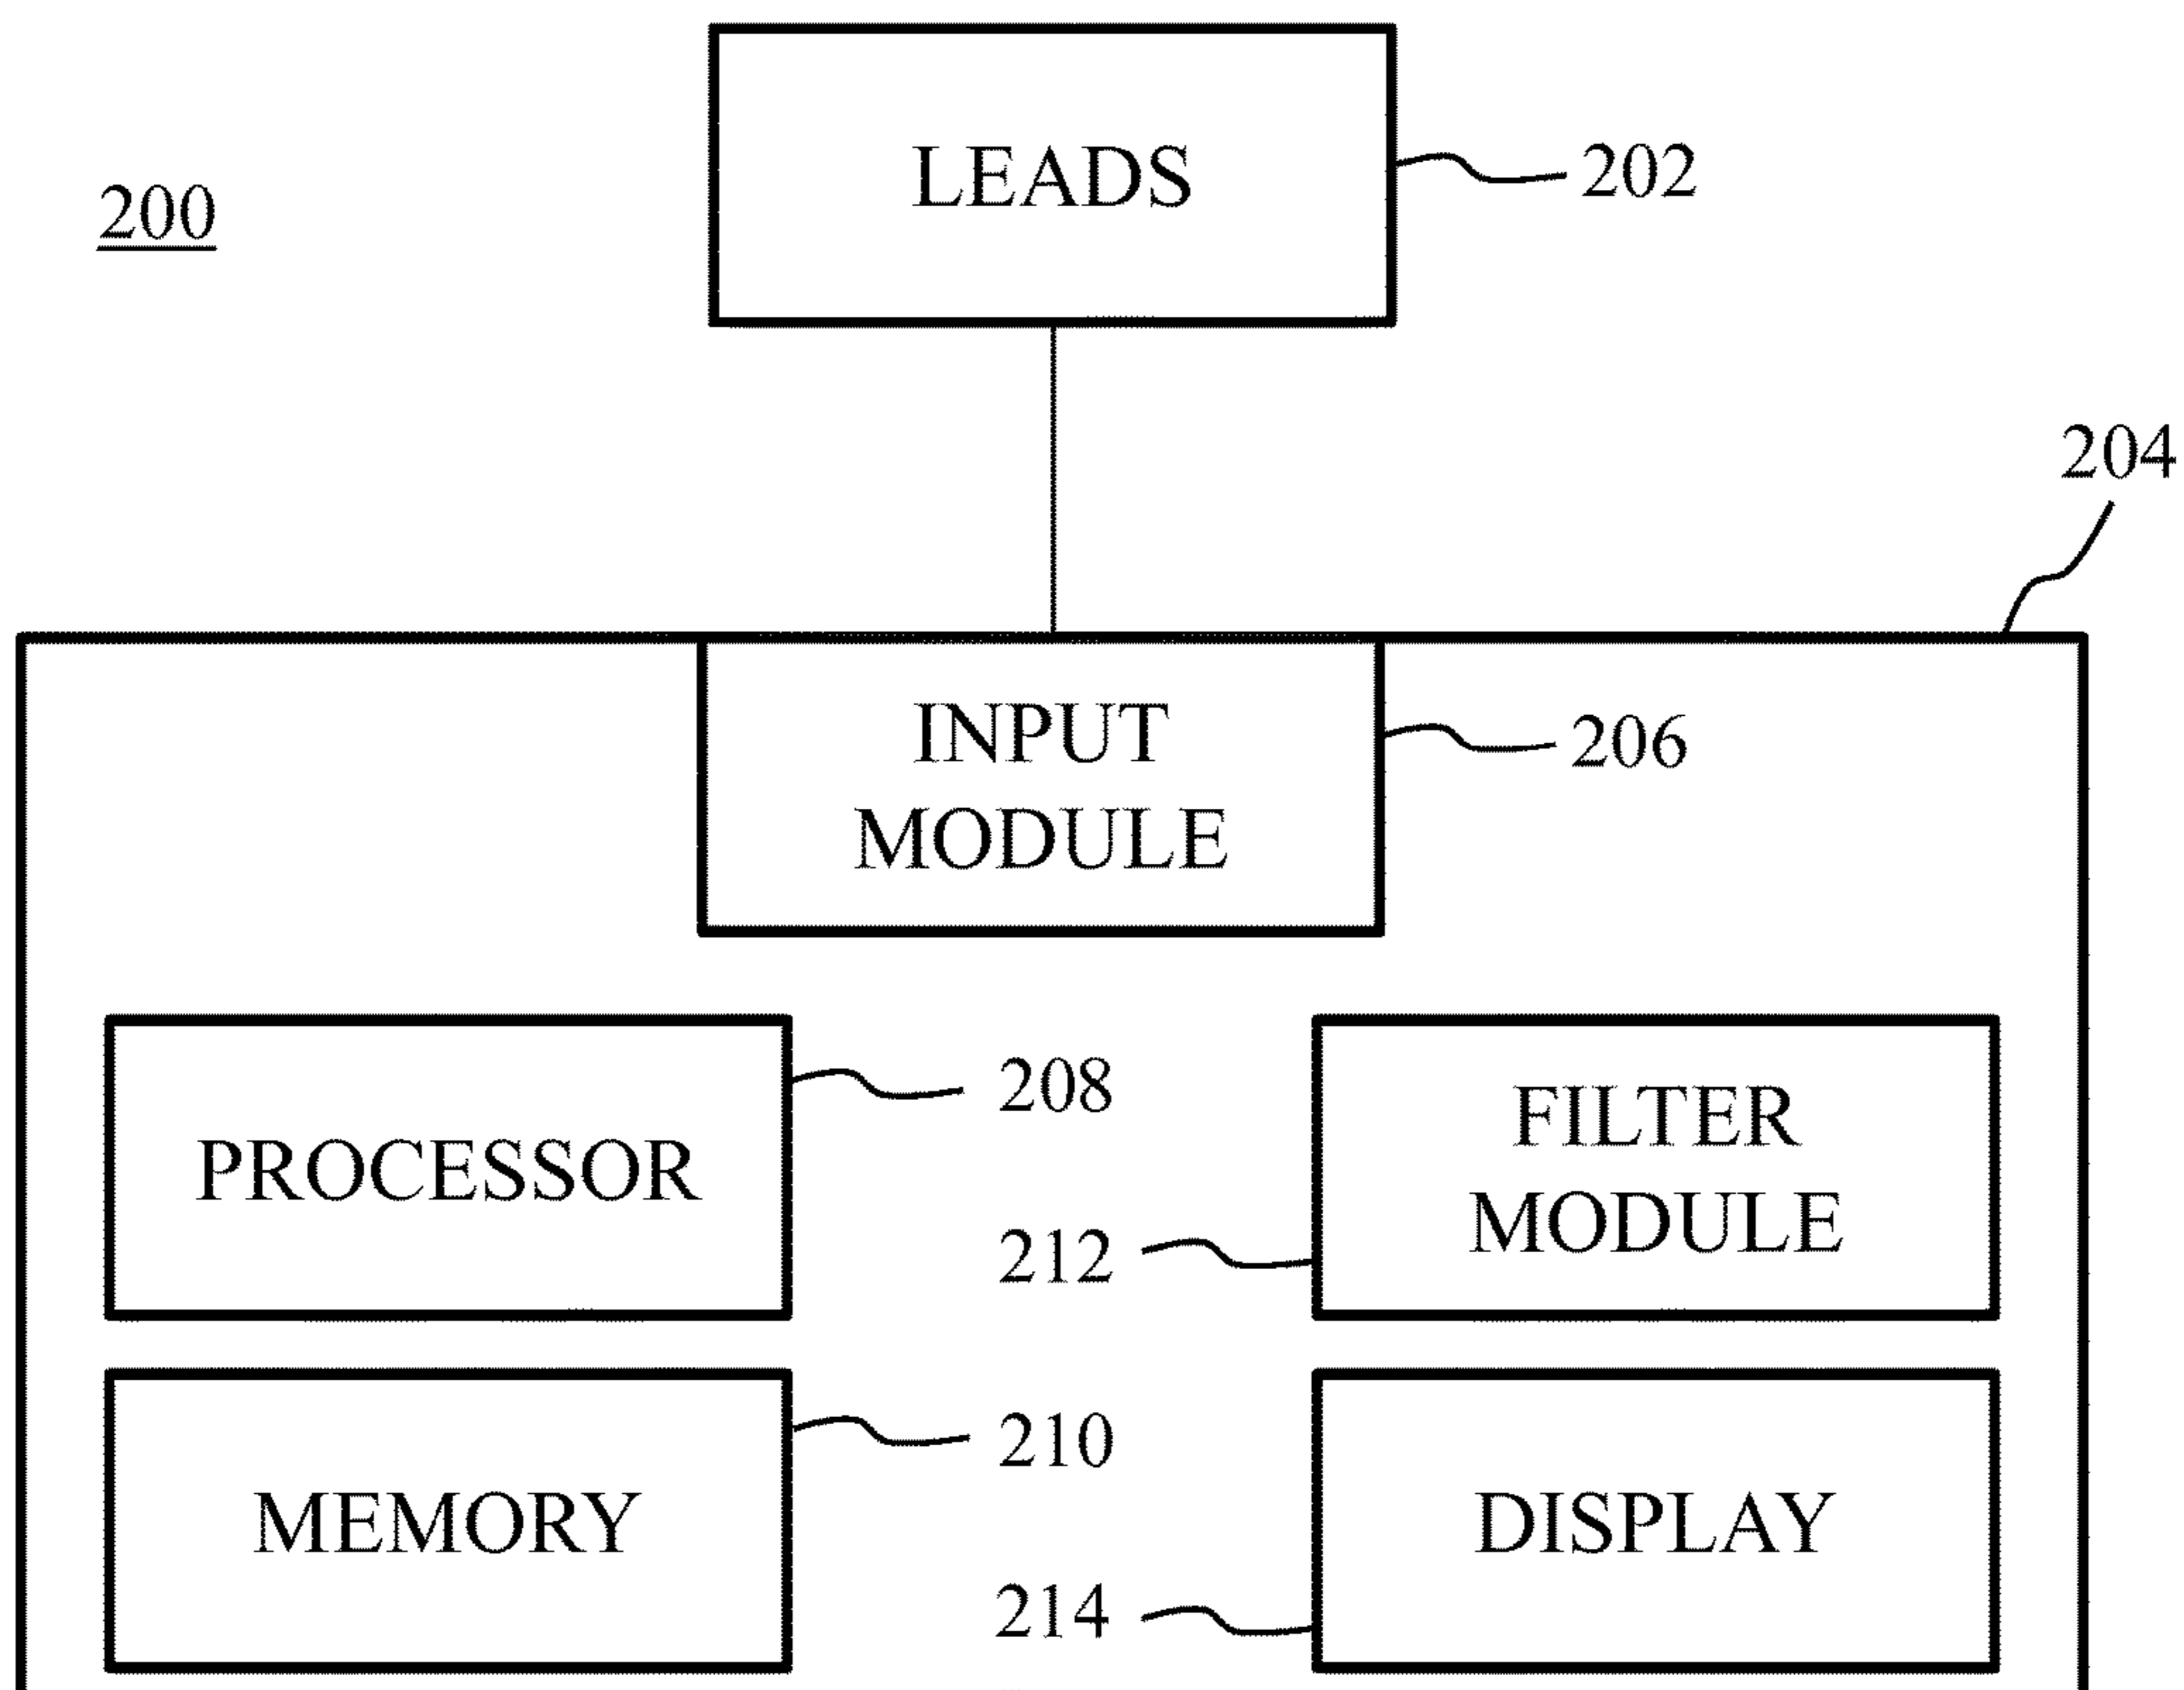 200
LEADS
202
204
INPUT
MODULE
206
PROCESSOR
208
FILTER
MODULE
212
MEMORY
210
DISPLAY
214